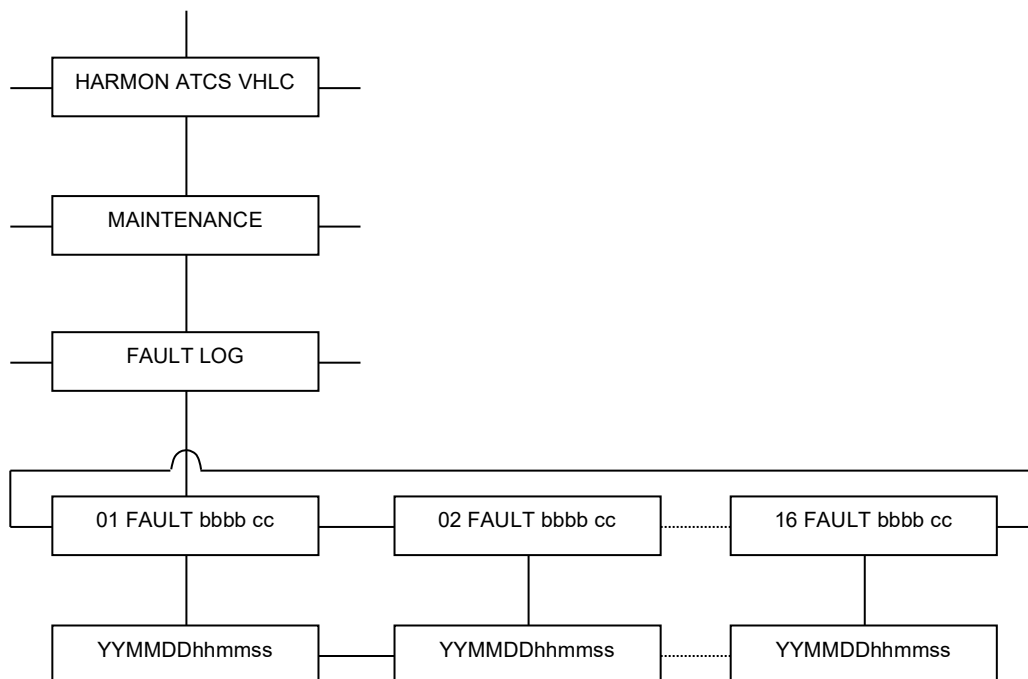 HARMON ATCS VHLC
MAINTENANCE
FAULT LOG
01 FAULT bbbb cc
02 FAULT bbbb cc
16 FAULT bbbb cc
YYMMDDhhmmss
YYMMDDhhmmss
YYMMDDhhmmss